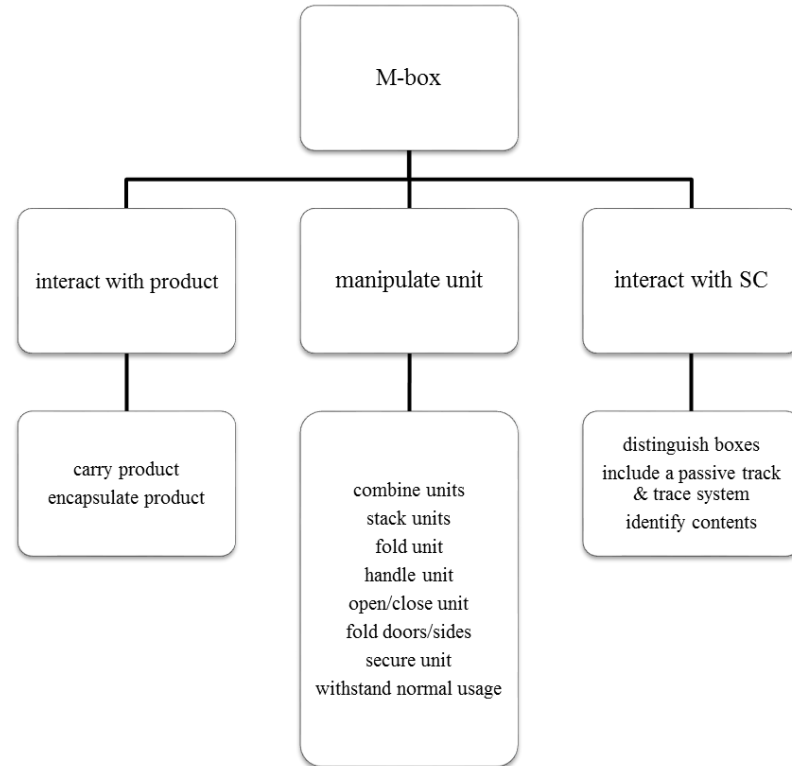 M-box
interact with product
manipulate unit
interact with SC
carry product
encapsulate product
combine units
stack units
fold unit
handle unit
open/close unit
fold doors/sides
secure unit
withstand normal usage
distinguish boxes
include a passive track
& trace system
identify contents